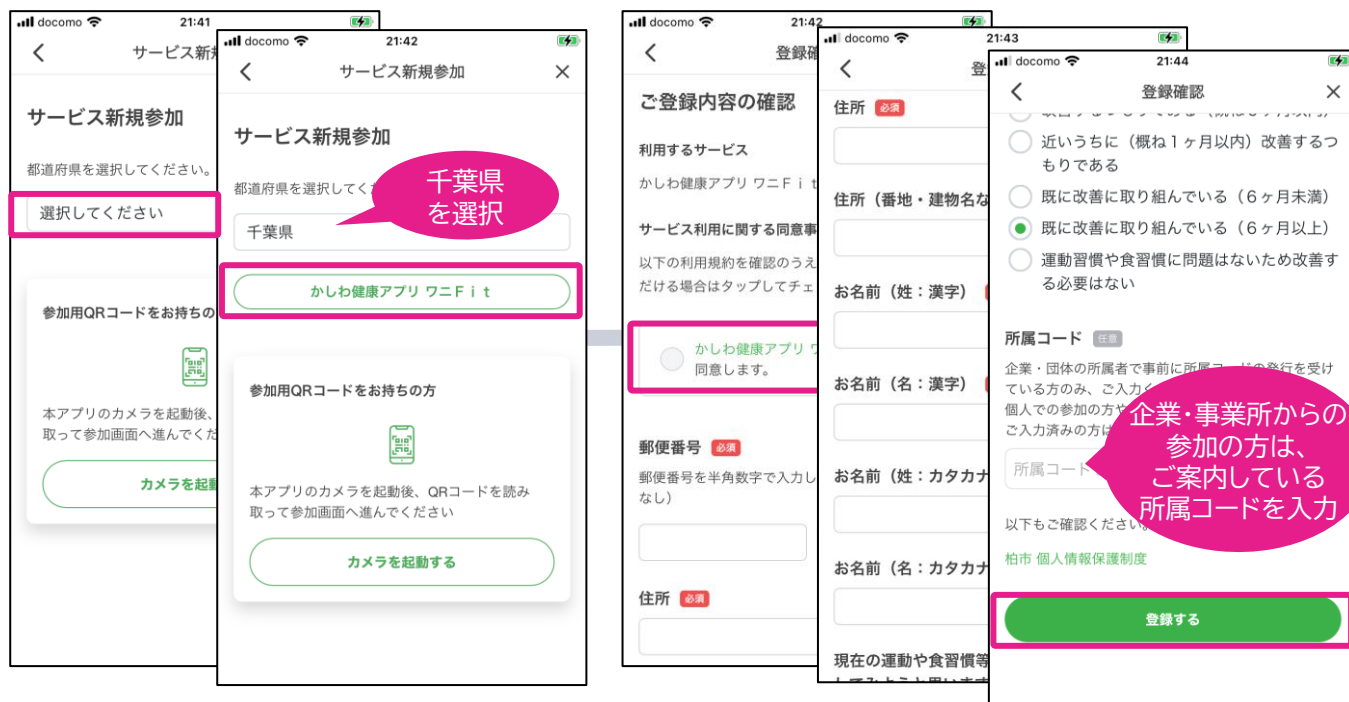 docomo
21:41
サービス新
サービス新規参加
都道府県を選択してください。
選択してください
参加用QRコードをお持ちの
本アプリのカメラを起動後、
取って参加画面へ進んでくだ
カメラを起動
docomo
21:42
サービス新規参加
サービス新規参加
都道府県を選択してく
千葉県
を選択
千葉県
かしわ健康アプリ ワニFit
参加用QRコードをお持ちの方
本アプリのカメラを起動後、QRコードを読み
取って参加画面へ進んでください
カメラを起動する
docomo
21:42
登録確
ご登録内容の確認
利用するサービス
かしわ健康アプリ ワニFit
サービス利用に関する同意事
以下の利用規約を確認のうえ
だける場合はタップしてチェ
かしわ健康アプリ ワ
同意します。
郵便番号 必須
郵便番号を半角数字で入力し
なし）
住所 必須
docomo
21:43
登
住所 必須
住所（番地・建物名な
お名前（姓：漢字）
お名前（名：漢字）
お名前（姓：カタカナ
お名前（名：カタカナ
現在の運動や食習慣等
docomo
21:44
登録確認
近いうちに（概ね1ヶ月以内）改善するつ
もりである
既に改善に取り組んでいる（6ヶ月未満）
既に改善に取り組んでいる（6ヶ月以上）
運動習慣や食習慣に問題はないため改善す
る必要はない
所属コード 任意
企業・団体の所属者で事前に所属コードの発行を受け
ている方のみ、ご入力く
個人での参加の方や
ご入力済みの方は
所属コード
企業・事業所からの
参加の方は、
ご案内している
所属コードを入力
以下もご確認ください。
柏市 個人情報保護制度
登録する